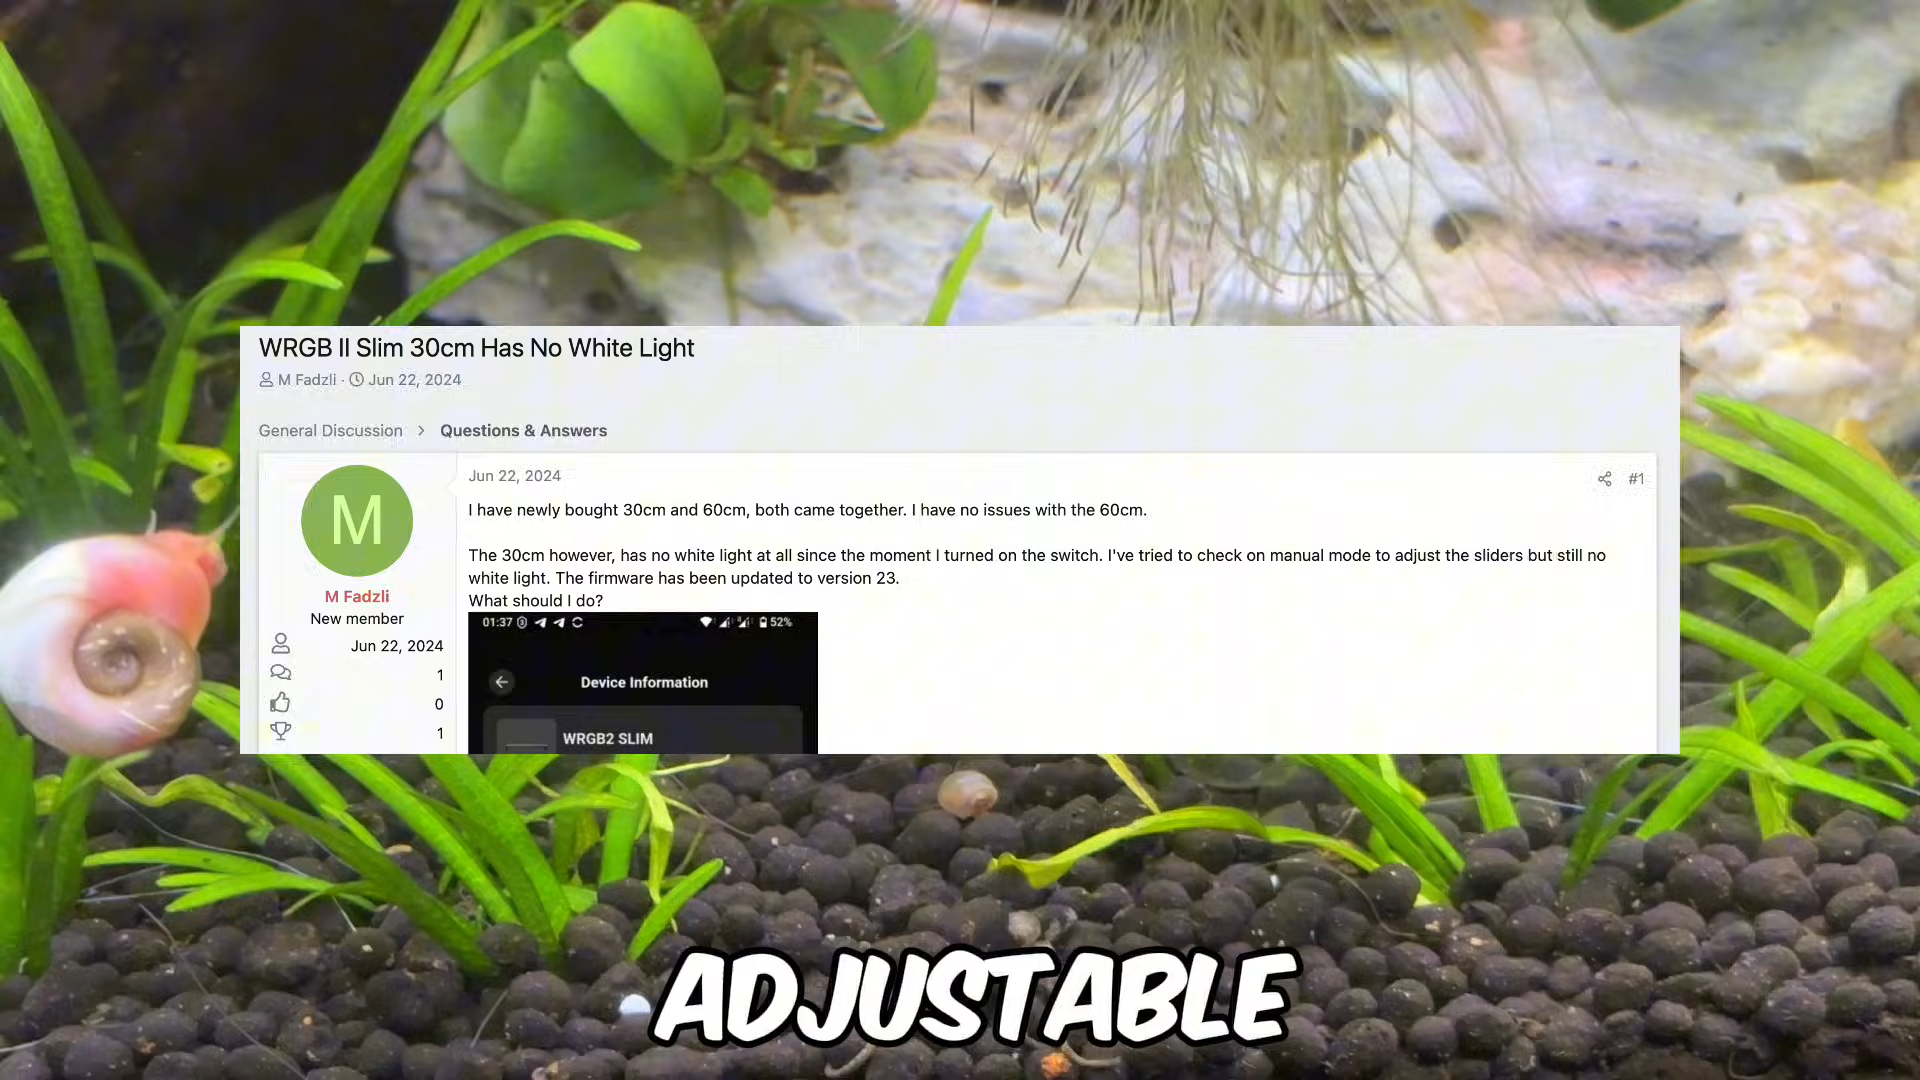 WRGB II Slim 30cm Has No White Light
M Fadzli · Jun 22, 2024
General Discussion > Questions & Answers
M
M Fadzli
New member
Jun 22, 2024
1
0
1
Jun 22, 2024
#1
I have newly bought 30cm and 60cm, both came together. I have no issues with the 60cm.
The 30cm however, has no white light at all since the moment I turned on the switch. I've tried to check on manual mode to adjust the sliders but still no
white light. The firmware has been updated to version 23.
What should I do?
01:37 52%
Device Information
WRGB2 SLIM
ADJUSTABLE